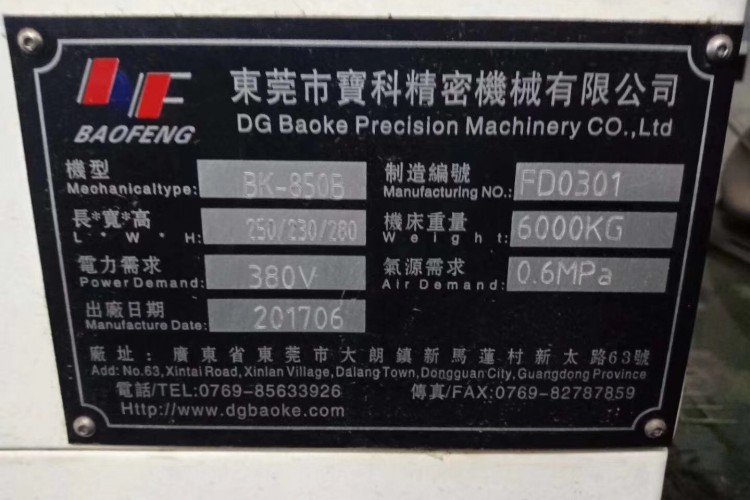 東莞市寶科精密機械有限公司
DG Baoke Precision Machinery CO.,Ltd
BAOFENG
機型 BK-850B 制造編號 FD0301
Mechanicaltype: Manufacturing NO.:
長*寬*高 250/230/280 機床重量 6000KG
L * W * H: Weight:
電力需求 380V 氣源需求 0.6MPa
Power Demand: Air Demand:
出廠日期 201706
Manufacture Date:
廠址:廣東省東莞市大朗鎮新馬蓮村新太路63號
Add: No.63, Xintai Road, Xinlan Village, Dalang Town, Dongguan City, Guangdong Province
電話/TEL:0769-85633926 傳真/FAX:0769-82787859
Http://www.dgbaoke.com